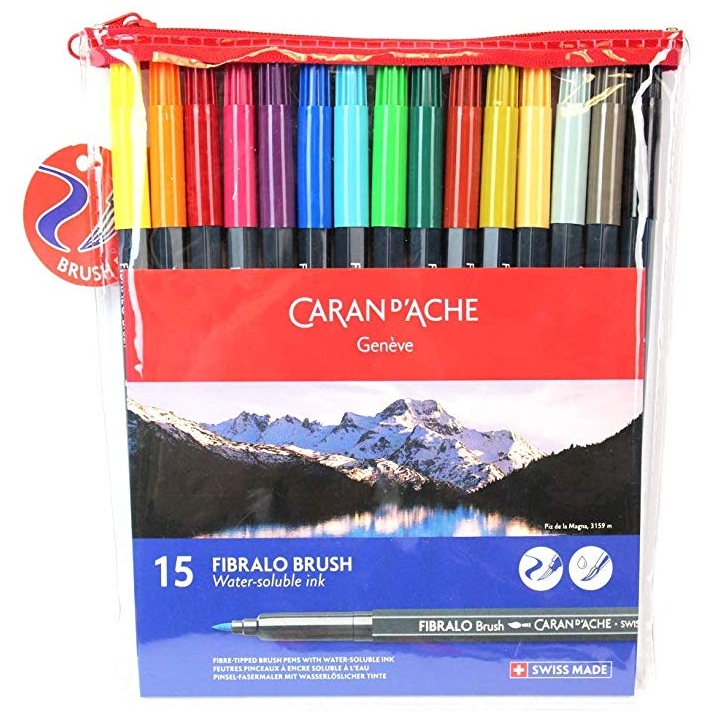 BRUSH
CARAN D'ACHE
Genève
Piz de la Magna, 3159 m
15 FIBRALO BRUSH
Water-soluble ink
FIBRALO Brush CARAN D'ACHE · SWIS
FIBRE-TIPPED BRUSH PENS WITH WATER-SOLUBLE INK
FEUTRES PINCEAUX À ENCRE SOLUBLE À L'EAU
PINSEL-FASERMALER MIT WASSERLÖSLICHER TINTE
SWISS MADE